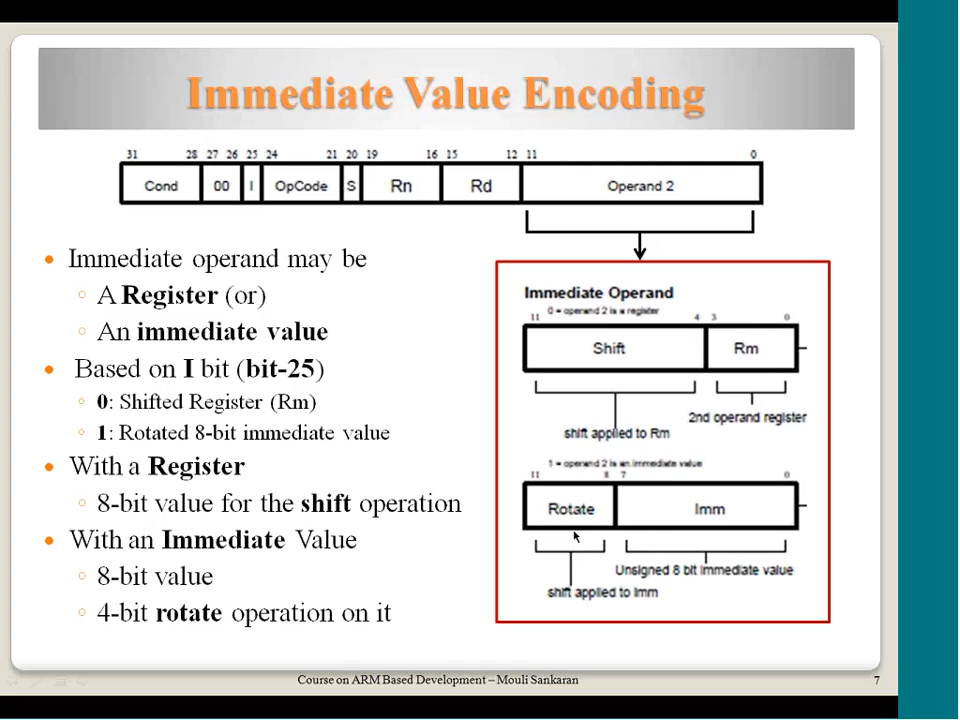 Immediate Value Encoding
31 28 27 26 25 24 21 20 19 16 15 12 11 0
Cond 00 I OpCode S Rn Rd Operand 2
Immediate operand may be
A Register (or)
An immediate value
Based on I bit (bit-25)
0: Shifted Register (Rm)
1: Rotated 8-bit immediate value
With a Register
8-bit value for the shift operation
With an Immediate Value
8-bit value
4-bit rotate operation on it
Immediate Operand
0 = operand 2 is a register
11 4 3 0
Shift Rm
2nd operand register
shift applied to Rm
1 = operand 2 is an immediate value
11 8 7 0
Rotate Imm
Unsigned 8 bit immediate value
shift applied to Imm
Course on ARM Based Development – Mouli Sankaran 7